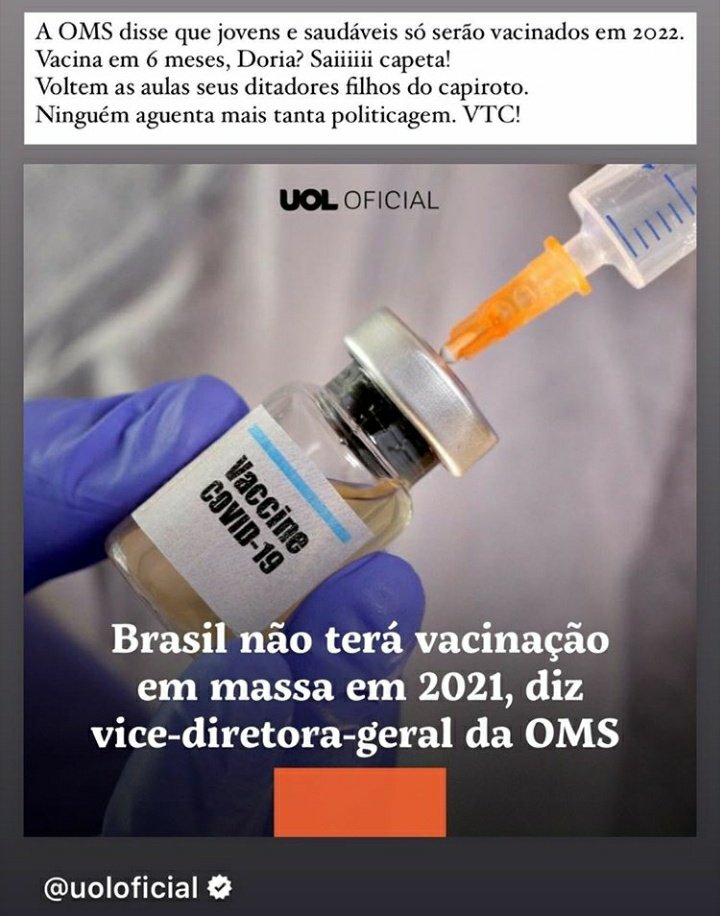 A OMS disse que jovens e saudáveis só serão vacinados em 2022.
Vacina em 6 meses, Doria? Saiiiiii capeta!
Voltem as aulas seus ditadores filhos do capiroto.
Ninguém aguenta mais tanta politicagem. VTC!
UOL OFICIAL
Vaccine
COVID-19
Brasil não terá vacinação
em massa em 2021, diz
vice-diretora-geral da OMS
@uoloficial